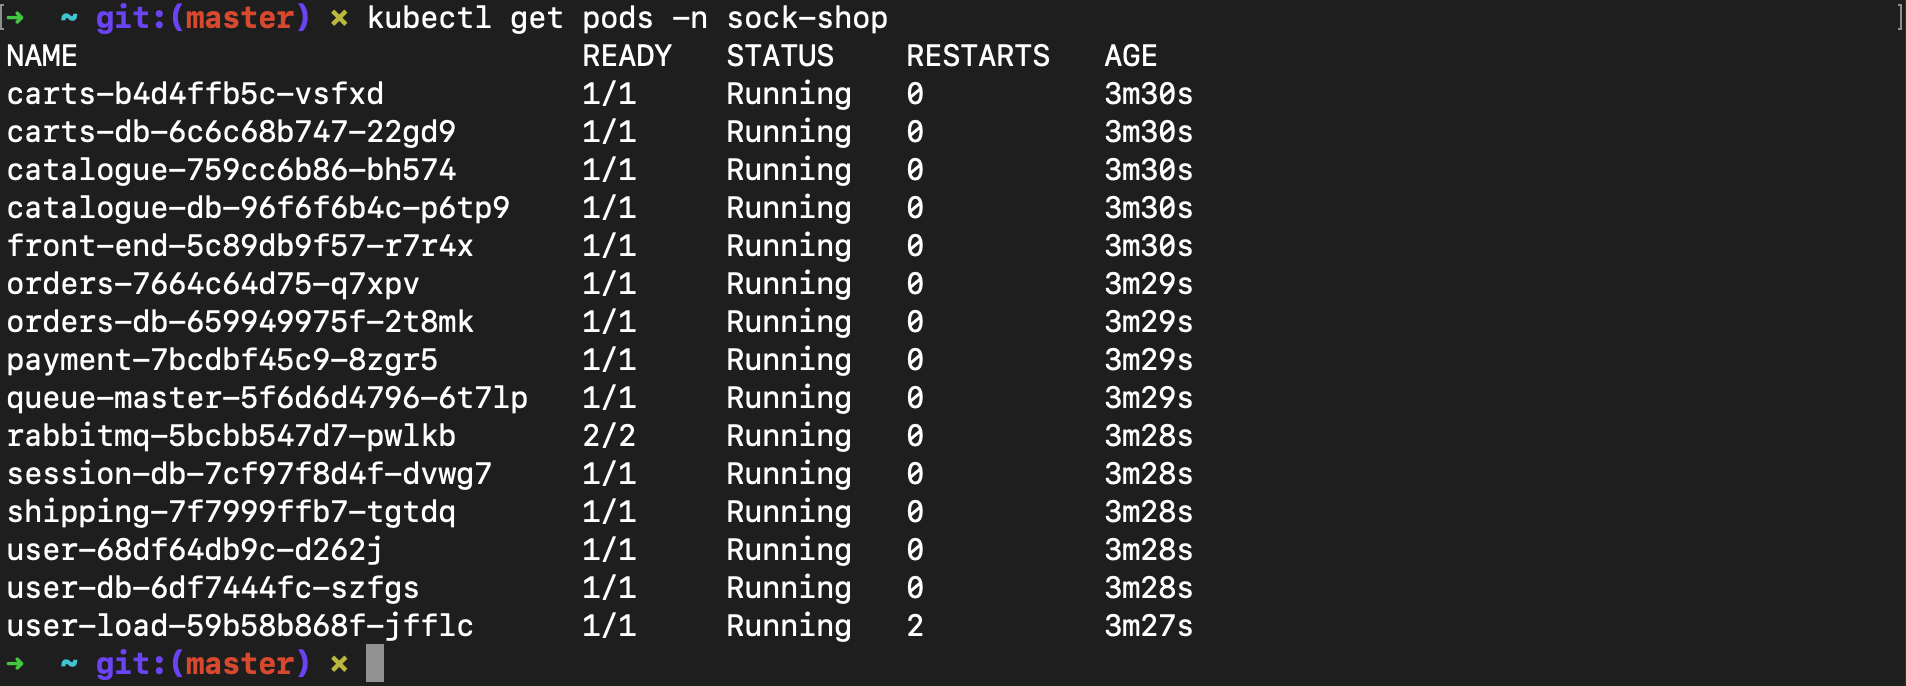 [➜  ~ git:(master) ✗ kubectl get pods -n sock-shop ]
NAME READY STATUS RESTARTS AGE
carts-b4d4ffb5c-vsfxd 1/1 Running 0 3m30s
carts-db-6c6c68b747-22gd9 1/1 Running 0 3m30s
catalogue-759cc6b86-bh574 1/1 Running 0 3m30s
catalogue-db-96f6f6b4c-p6tp9 1/1 Running 0 3m30s
front-end-5c89db9f57-r7r4x 1/1 Running 0 3m30s
orders-7664c64d75-q7xpv 1/1 Running 0 3m29s
orders-db-659949975f-2t8mk 1/1 Running 0 3m29s
payment-7bcdbf45c9-8zgr5 1/1 Running 0 3m29s
queue-master-5f6d6d4796-6t7lp 1/1 Running 0 3m29s
rabbitmq-5bcbb547d7-pwlkb 2/2 Running 0 3m28s
session-db-7cf97f8d4f-dvwg7 1/1 Running 0 3m28s
shipping-7f7999ffb7-tgtdq 1/1 Running 0 3m28s
user-68df64db9c-d262j 1/1 Running 0 3m28s
user-db-6df7444fc-szfgs 1/1 Running 0 3m28s
user-load-59b58b868f-jfflc 1/1 Running 2 3m27s
➜  ~ git:(master) ✗